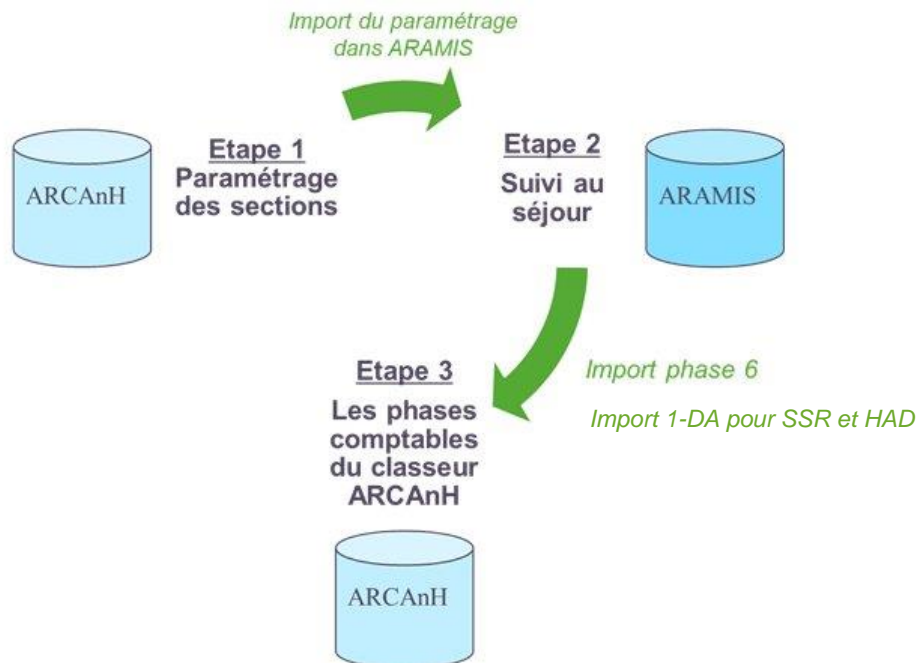 Import du paramétrage
dans ARAMIS
ARCAnH
Etape 1
Paramétrage
des sections
Etape 2
Suivi au
séjour
ARAMIS
Etape 3
Les phases
comptables
du classeur
ARCAnH
Import phase 6
Import 1-DA pour SSR et HAD
ARCAnH